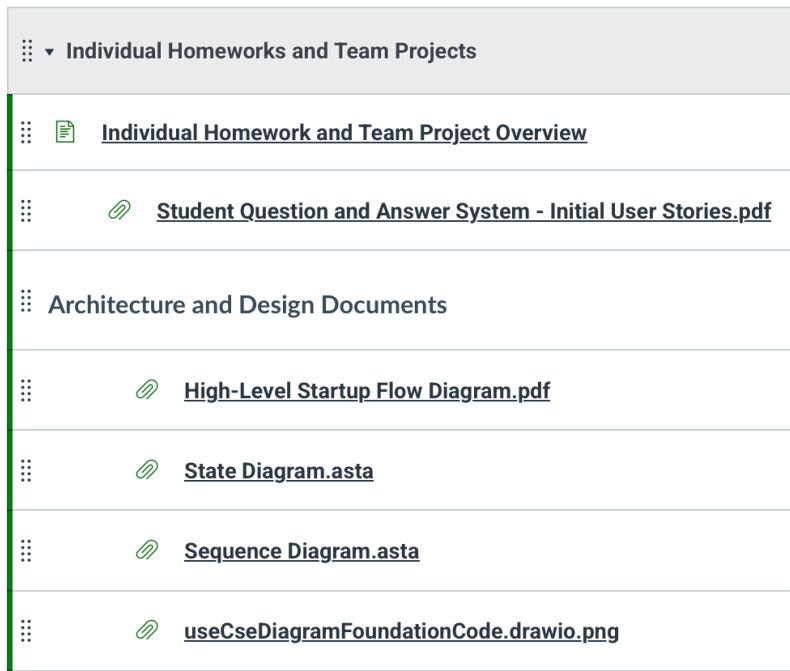 Individual Homeworks and Team Projects
Individual Homework and Team Project Overview
Student Question and Answer System - Initial User Stories.pdf
Architecture and Design Documents
High-Level Startup Flow Diagram.pdf
State Diagram.asta
Sequence Diagram.asta
useCseDiagramFoundationCode.drawio.png